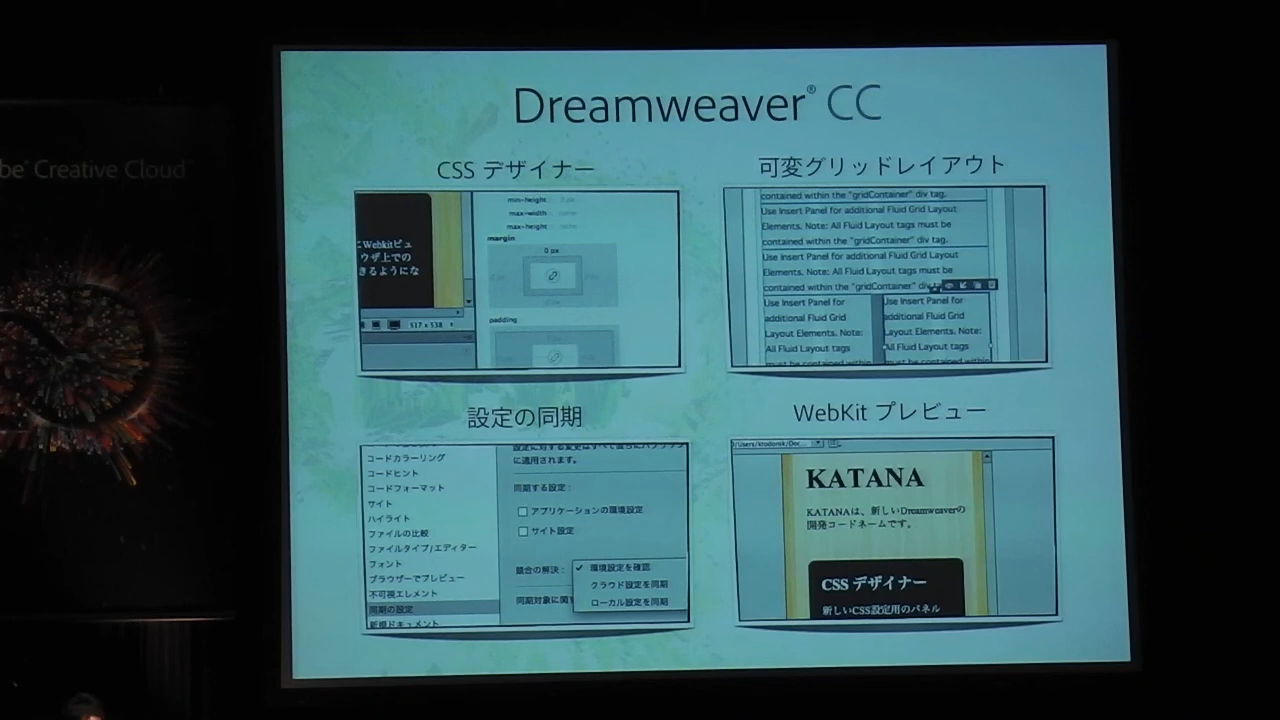 Dreamweaver® CC
be® Creative Cloud
CSS デザイナー
min-height
max-width
max-height
margin
0 px
padding
にWebkitビュ
ウザ上での
きるようにな
517 x 538
可変グリッドレイアウト
contained within the "gridContainer" div tag.
Use Insert Panel for additional Fluid Grid Layout
Elements. Note: All Fluid Layout tags must be
contained within the "gridContainer" div tag.
Use Insert Panel for additional Fluid Grid Layout
Elements. Note: All Fluid Layout tags must be
contained within the "gridContainer" div
Use Insert Panel for
additional Fluid Grid
Layout Elements. Note:
All Fluid Layout tags
must be contained within
Use Insert Panel for
additional Fluid Grid
Layout Elements. Note:
All Fluid Layout tags
must be contained within
設定の同期
コードカラーリング
コードヒント
コードフォーマット
サイト
ハイライト
ファイルの比較
ファイルタイプ/エディター
フォント
ブラウザーでプレビュー
不可視エレメント
同期の設定
新規ドキュメント
に適用されます。
同期する設定：
アプリケーションの環境設定
サイト設定
競合の解決：
✓ 環境設定を確認
クラウド設定を同期
ローカル設定を同期
同期対象に関
WebKit プレビュー
/Users/ktodorok/Doc...
KATANA
KATANAは、新しいDreamweaverの
開発コードネームです。
CSS デザイナー
新しいCSS設定用のパネル